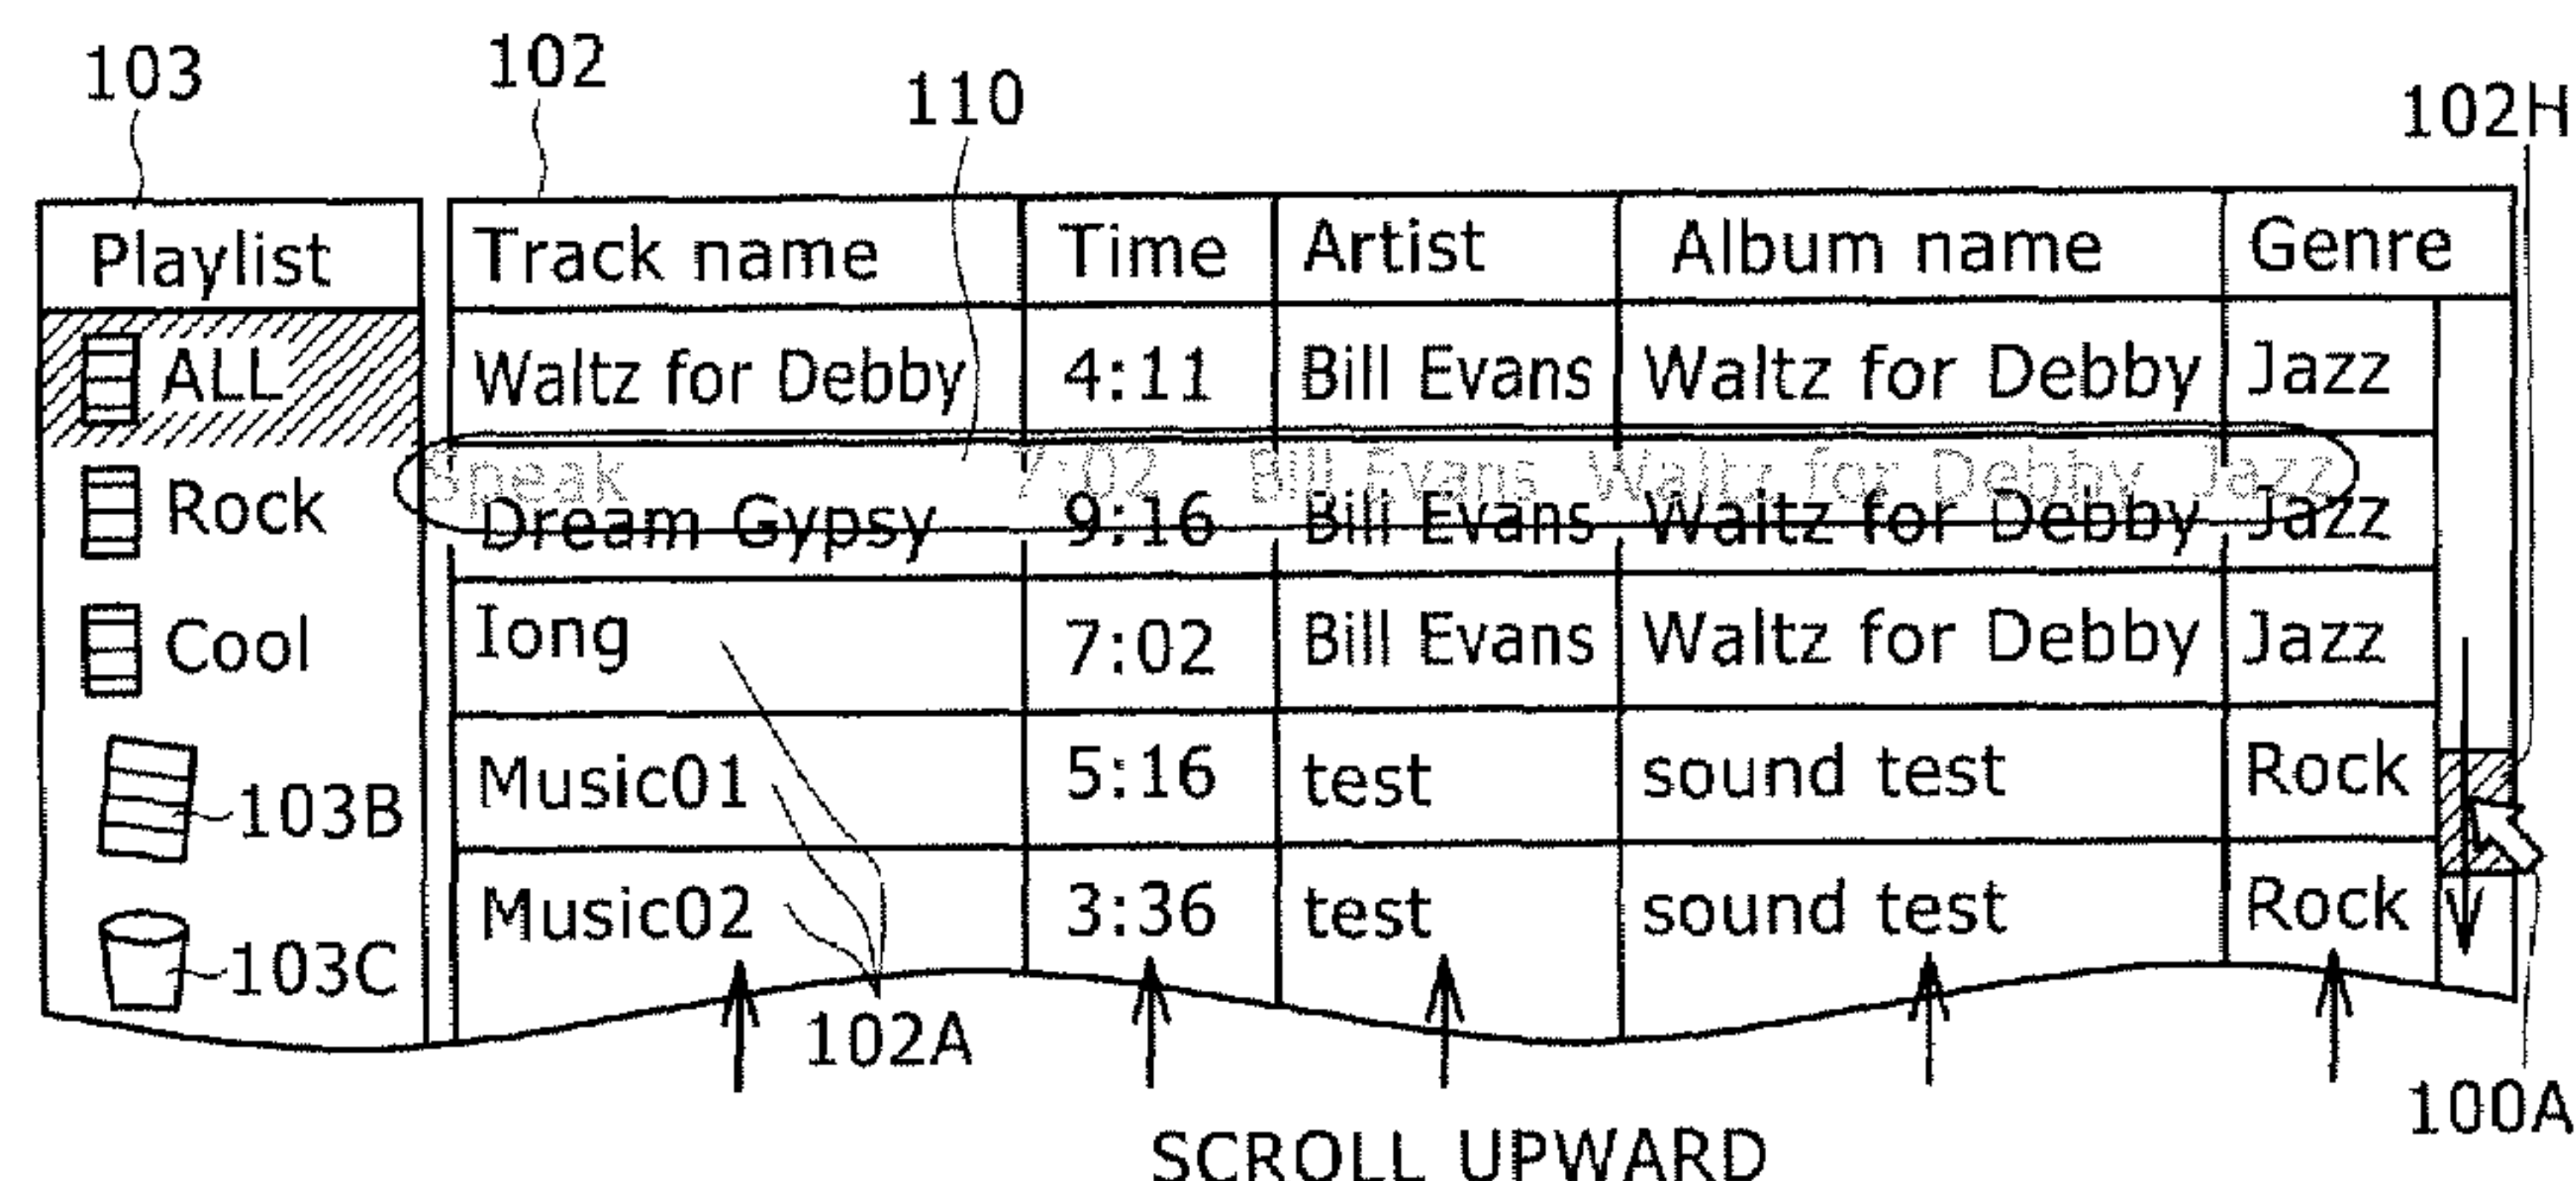 103
102
110
102H
Playlist
Track name Time Artist Album name Genre
ALL
Waltz for Debby 4:11 Bill Evans Waltz for Debby Jazz
Speak 7:02 Bill Evans Waltz for Debby Jazz
Rock
Dream Gypsy 9:16 Bill Evans Waltz for Debby Jazz
Cool
Iong 7:02 Bill Evans Waltz for Debby Jazz
103B
Music01 5:16 test sound test Rock
103C
Music02 3:36 test sound test Rock
102A
100A
SCROLL UPWARD